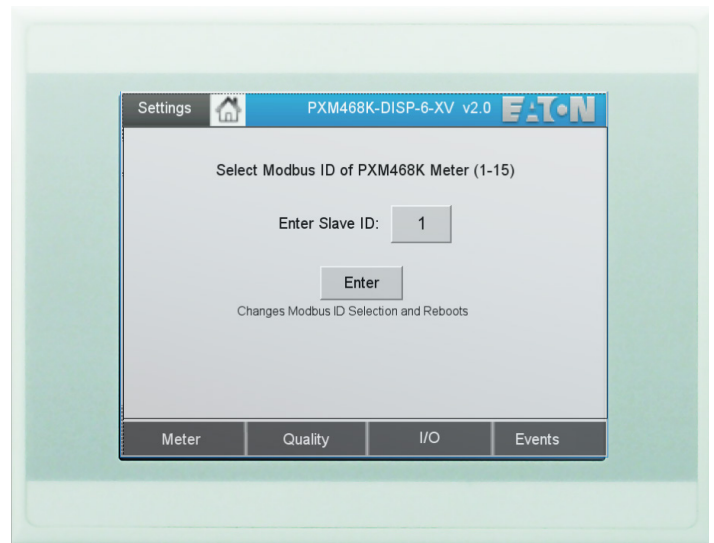 Settings
PXM468K-DISP-6-XV v2.0
EATON
Select Modbus ID of PXM468K Meter (1-15)
Enter Slave ID: 1
Enter
Changes Modbus ID Selection and Reboots
Meter Quality I/O Events